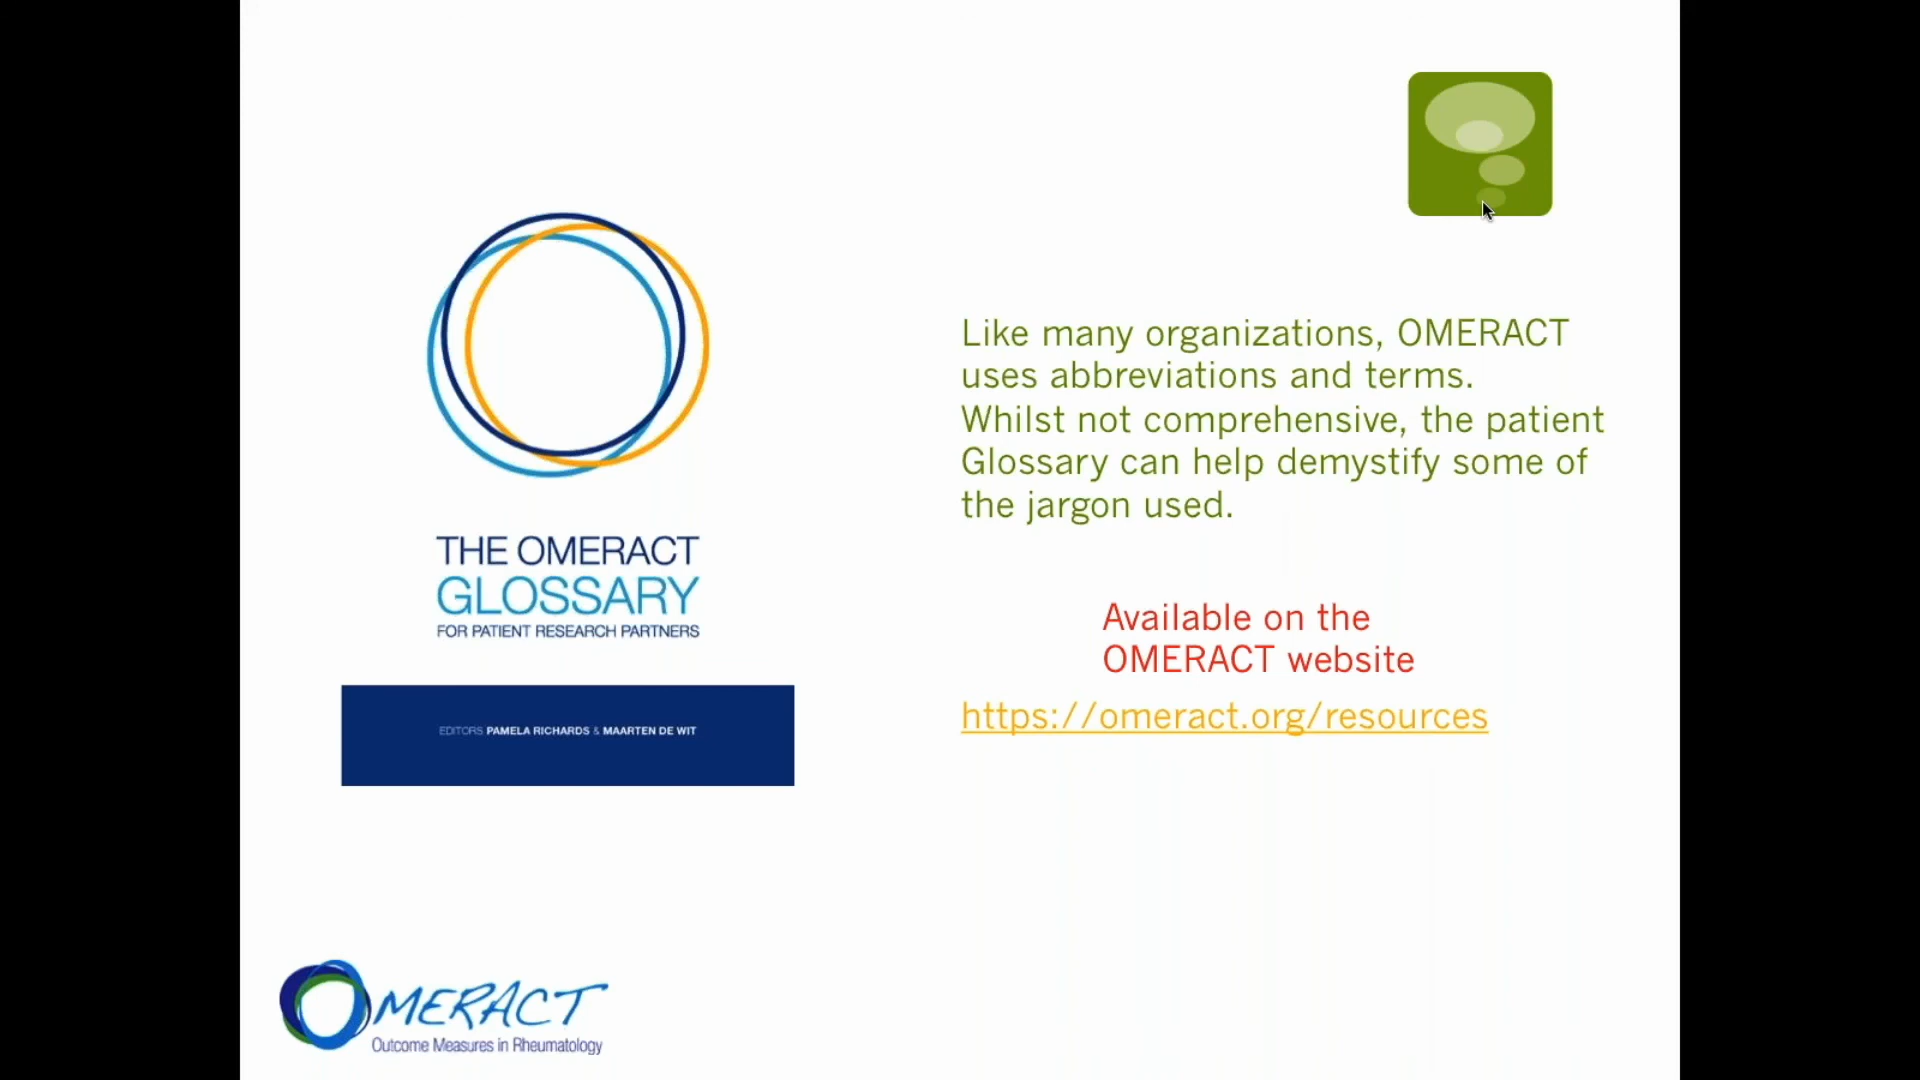 THE OMERACT
GLOSSARY
FOR PATIENT RESEARCH PARTNERS
EDITORS PAMELA RICHARDS & MAARTEN DE WIT
Like many organizations, OMERACT
uses abbreviations and terms.
Whilst not comprehensive, the patient
Glossary can help demystify some of
the jargon used.
Available on the
OMERACT website
https://omeract.org/resources
OMERACT
Outcome Measures in Rheumatology